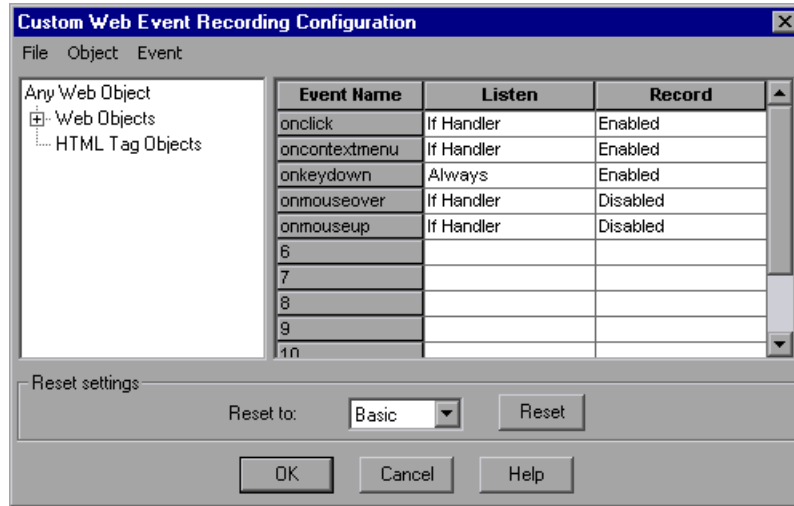 Custom Web Event Recording Configuration
File Object Event
Any Web Object
Web Objects
HTML Tag Objects
Event Name Listen Record
onclick If Handler Enabled
oncontextmenu If Handler Enabled
onkeydown Always Enabled
onmouseover If Handler Disabled
onmouseup If Handler Disabled
6
7
8
9
10
Reset settings
Reset to: Basic Reset
OK Cancel Help